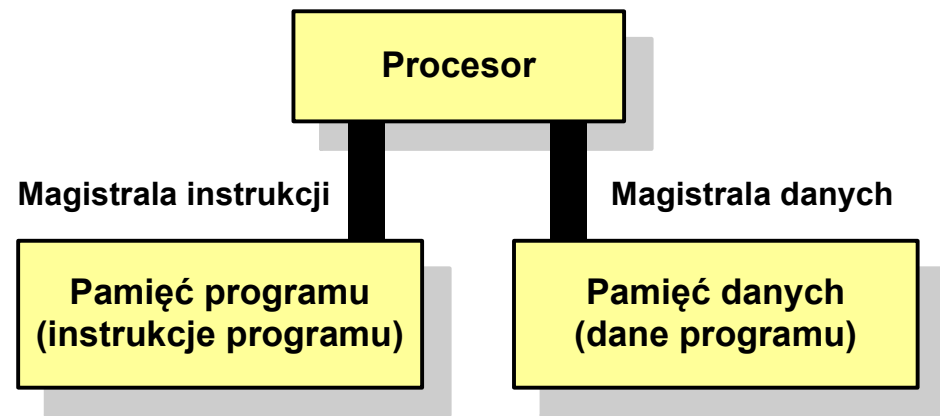 Procesor
Magistrala instrukcji
Magistrala danych
Pamięć programu
(instrukcje programu)
Pamięć danych
(dane programu)